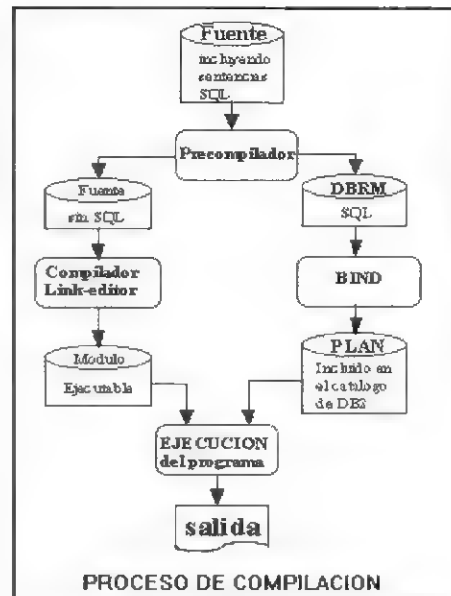 Fuente
incluyendo
sentencias
SQL
Precompilador
Fuente
sin SQL
DBRM
SQL
Compilador
Link-editor
BIND
Modulo
Ejecutable
PLAN
Incluido en
el catálogo
de DB2
EJECUCION
del programa
salida
PROCESO DE COMPILACION